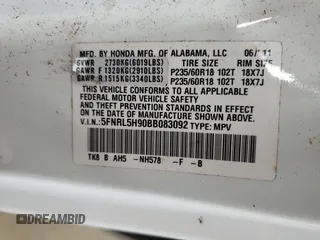 MFD. BY HONDA MFG. OF ALABAMA, LLC 06/11
GVWR 2730KG(6019LBS) TIRE SIZE RIM SIZE
GAWR F 1320KG(2910LBS) P235/60R18 102T 18X7J
GAWR R 1515KG(3340LBS) P235/60R18 102T 18X7J
THIS VEHICLE CONFORMS TO ALL APPLICABLE
FEDERAL MOTOR VEHICLE SAFETY AND THEFT
PREVENTION STANDARDS IN EFFECT ON THE DATE
OF MANUFACTURE SHOWN ABOVE.
V.I.N.: 5FNRL5H90BB083092 TYPE: MPV
TK8 B AH5 -NH578 -F -B